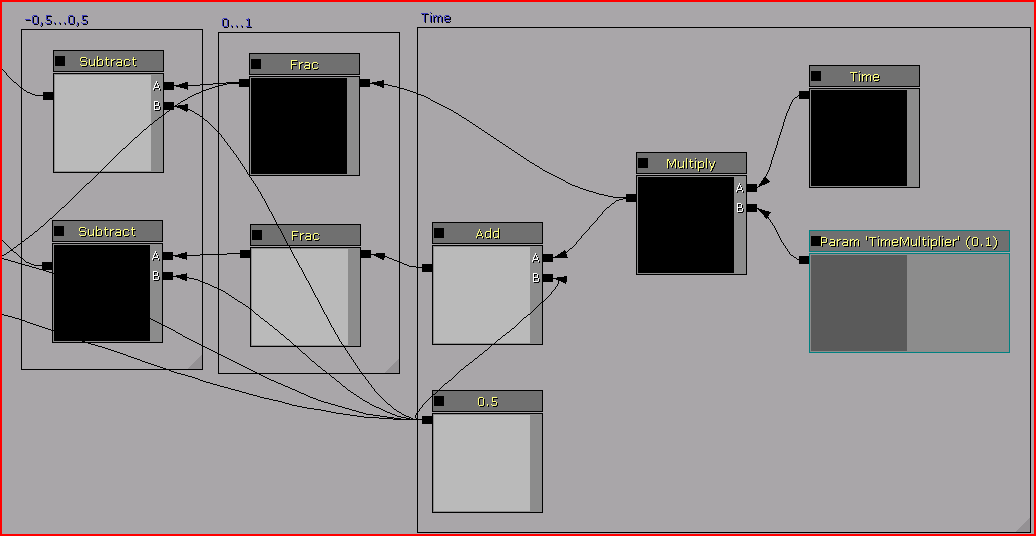 -0,5...0,5
0...1
Time
Subtract
A
B
Frac
Time
Multiply
A
B
Subtract
A
B
Frac
Add
A
B
Param 'TimeMultiplier' (0.1)
0.5